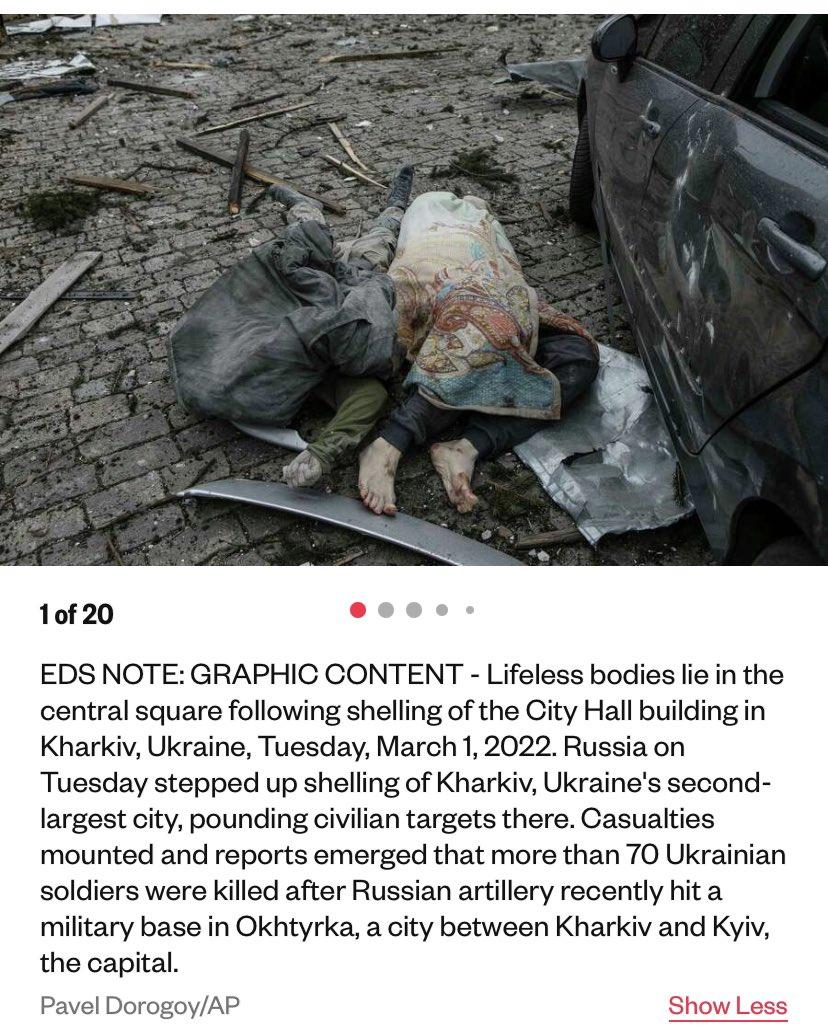 1 of 20
EDS NOTE: GRAPHIC CONTENT - Lifeless bodies lie in the
central square following shelling of the City Hall building in
Kharkiv, Ukraine, Tuesday, March 1, 2022. Russia on
Tuesday stepped up shelling of Kharkiv, Ukraine's second-
largest city, pounding civilian targets there. Casualties
mounted and reports emerged that more than 70 Ukrainian
soldiers were killed after Russian artillery recently hit a
military base in Okhtyrka, a city between Kharkiv and Kyiv,
the capital.
Pavel Dorogoy/AP
Show Less